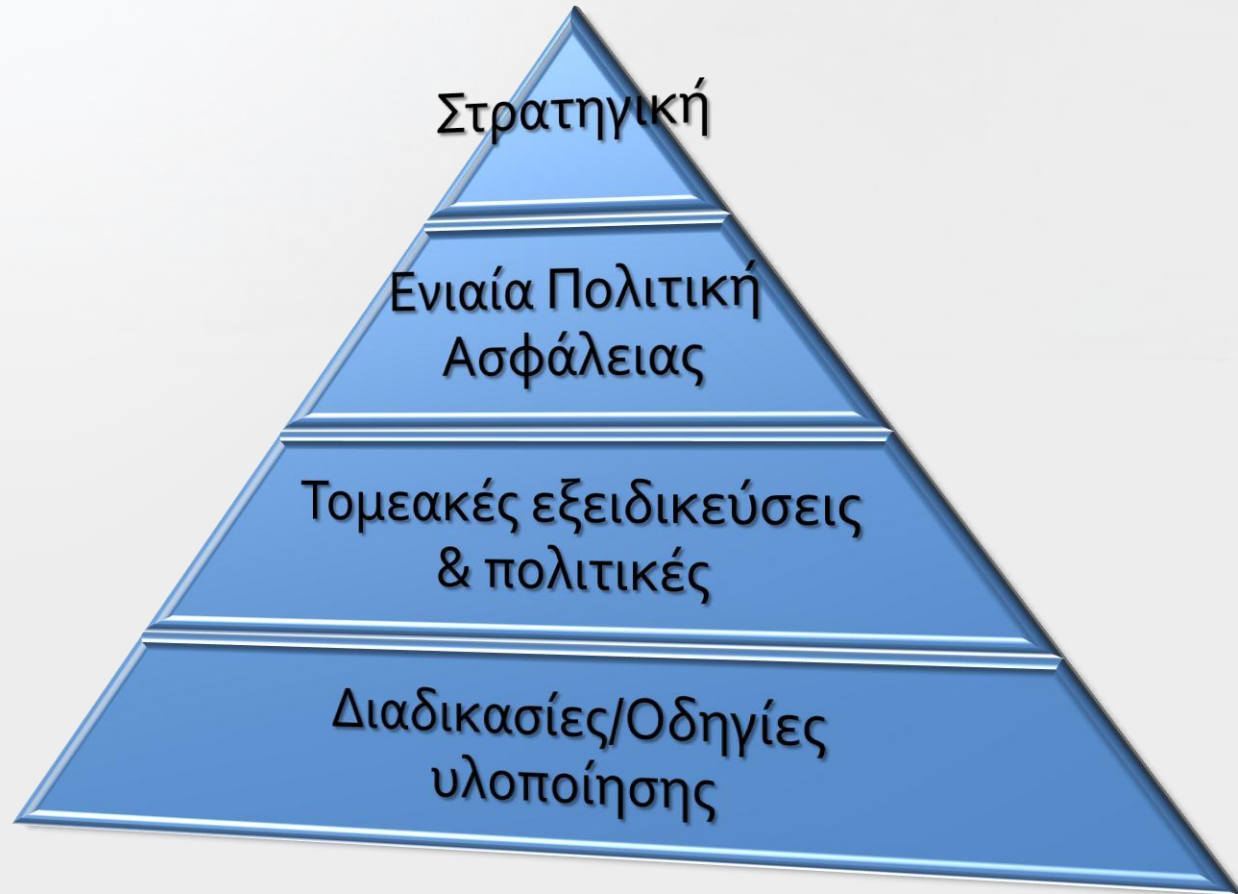 Στρατηγική
Ενιαία Πολιτική
Ασφάλειας
Τομεακές εξειδικεύσεις
& πολιτικές
Διαδικασίες/Οδηγίες
υλοποίησης